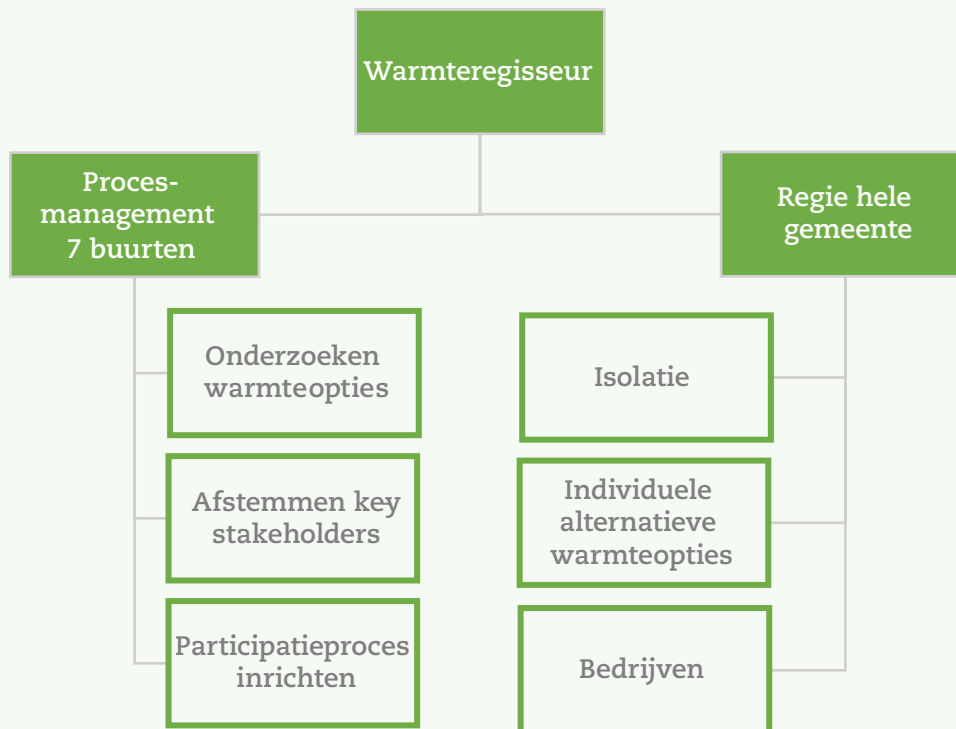 Warmteregisseur
Proces-
management
7 buurten
Regie hele
gemeente
Onderzoeken
warmteopties
Afstemmen key
stakeholders
Participatieproces
inrichten
Isolatie
Individuele
alternatieve
warmteopties
Bedrijven